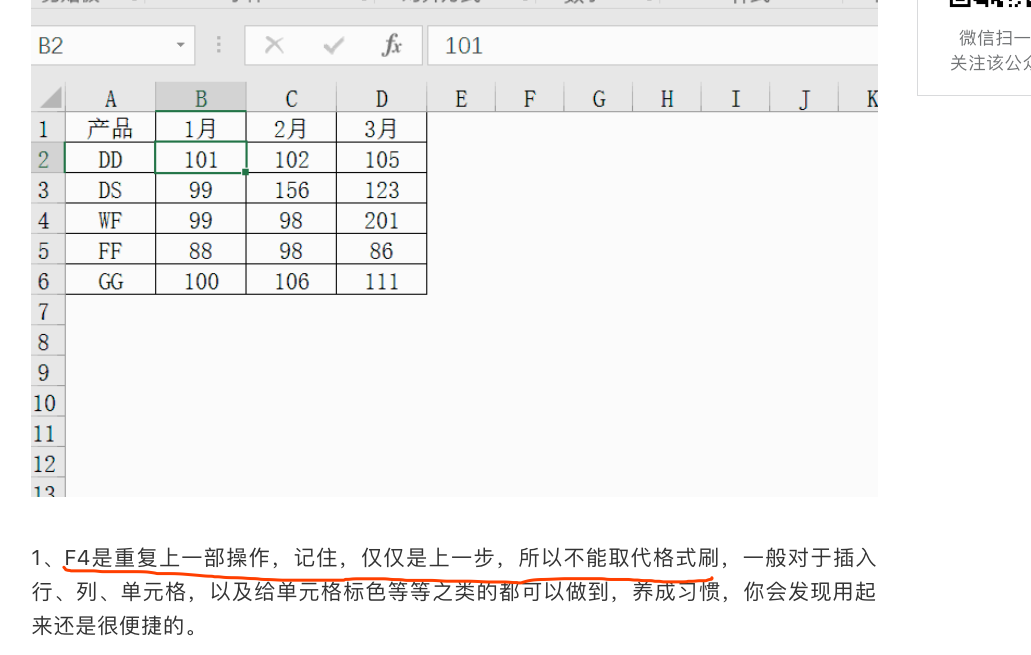 微信扫一
关注该公众
B2
fx
101
A B C D E F G H I J K
1 产品 1月 2月 3月
2 DD 101 102 105
3 DS 99 156 123
4 WF 99 98 201
5 FF 88 98 86
6 GG 100 106 111
7
8
9
10
11
12
13
1、F4是重复上一部操作，记住，仅仅是上一步，所以不能取代格式刷，一般对于插入
行、列、单元格，以及给单元格标色等等之类的都可以做到，养成习惯，你会发现用起
来还是很便捷的。